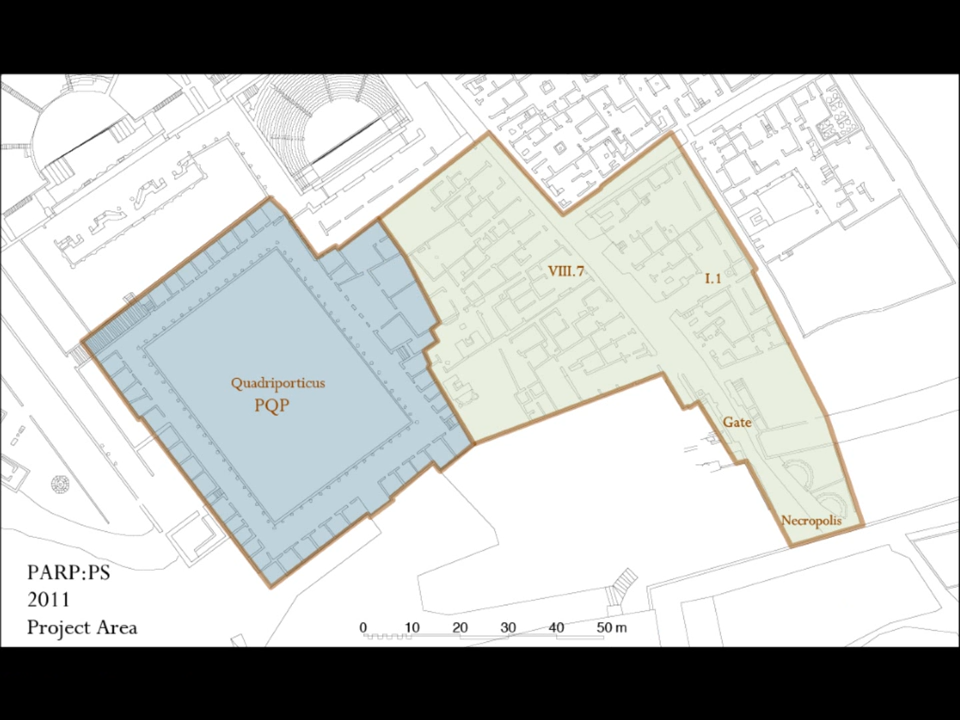 VIII.7
I.1
Quadriporticus
PQP
Gate
Necropolis
PARP:PS
2011
Project Area
0 10 20 30 40 50 m